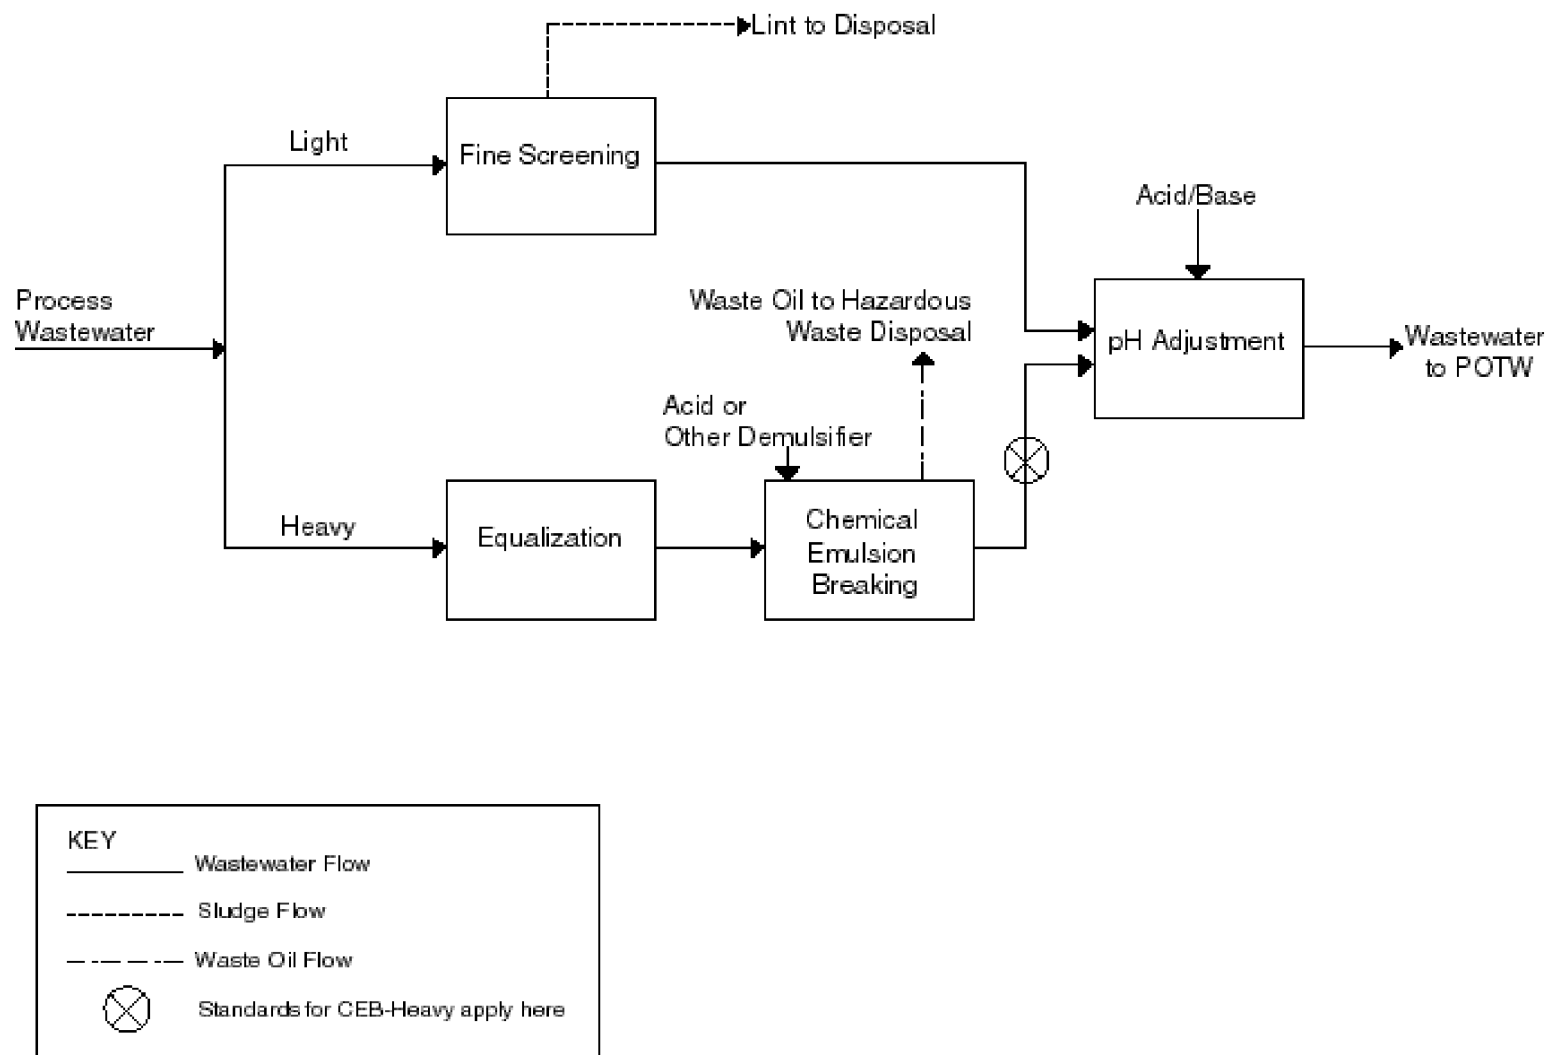 Lint to Disposal
Light
Fine Screening
Acid/Base
Process
Wastewater
Waste Oil to Hazardous
Waste Disposal
pH Adjustment
Wastewater
to POTW
Acid or
Other Demulsifier
Heavy
Equalization
Chemical
Emulsion
Breaking
KEY
Wastewater Flow
Sludge Flow
Waste Oil Flow
Standards for CEB-Heavy apply here